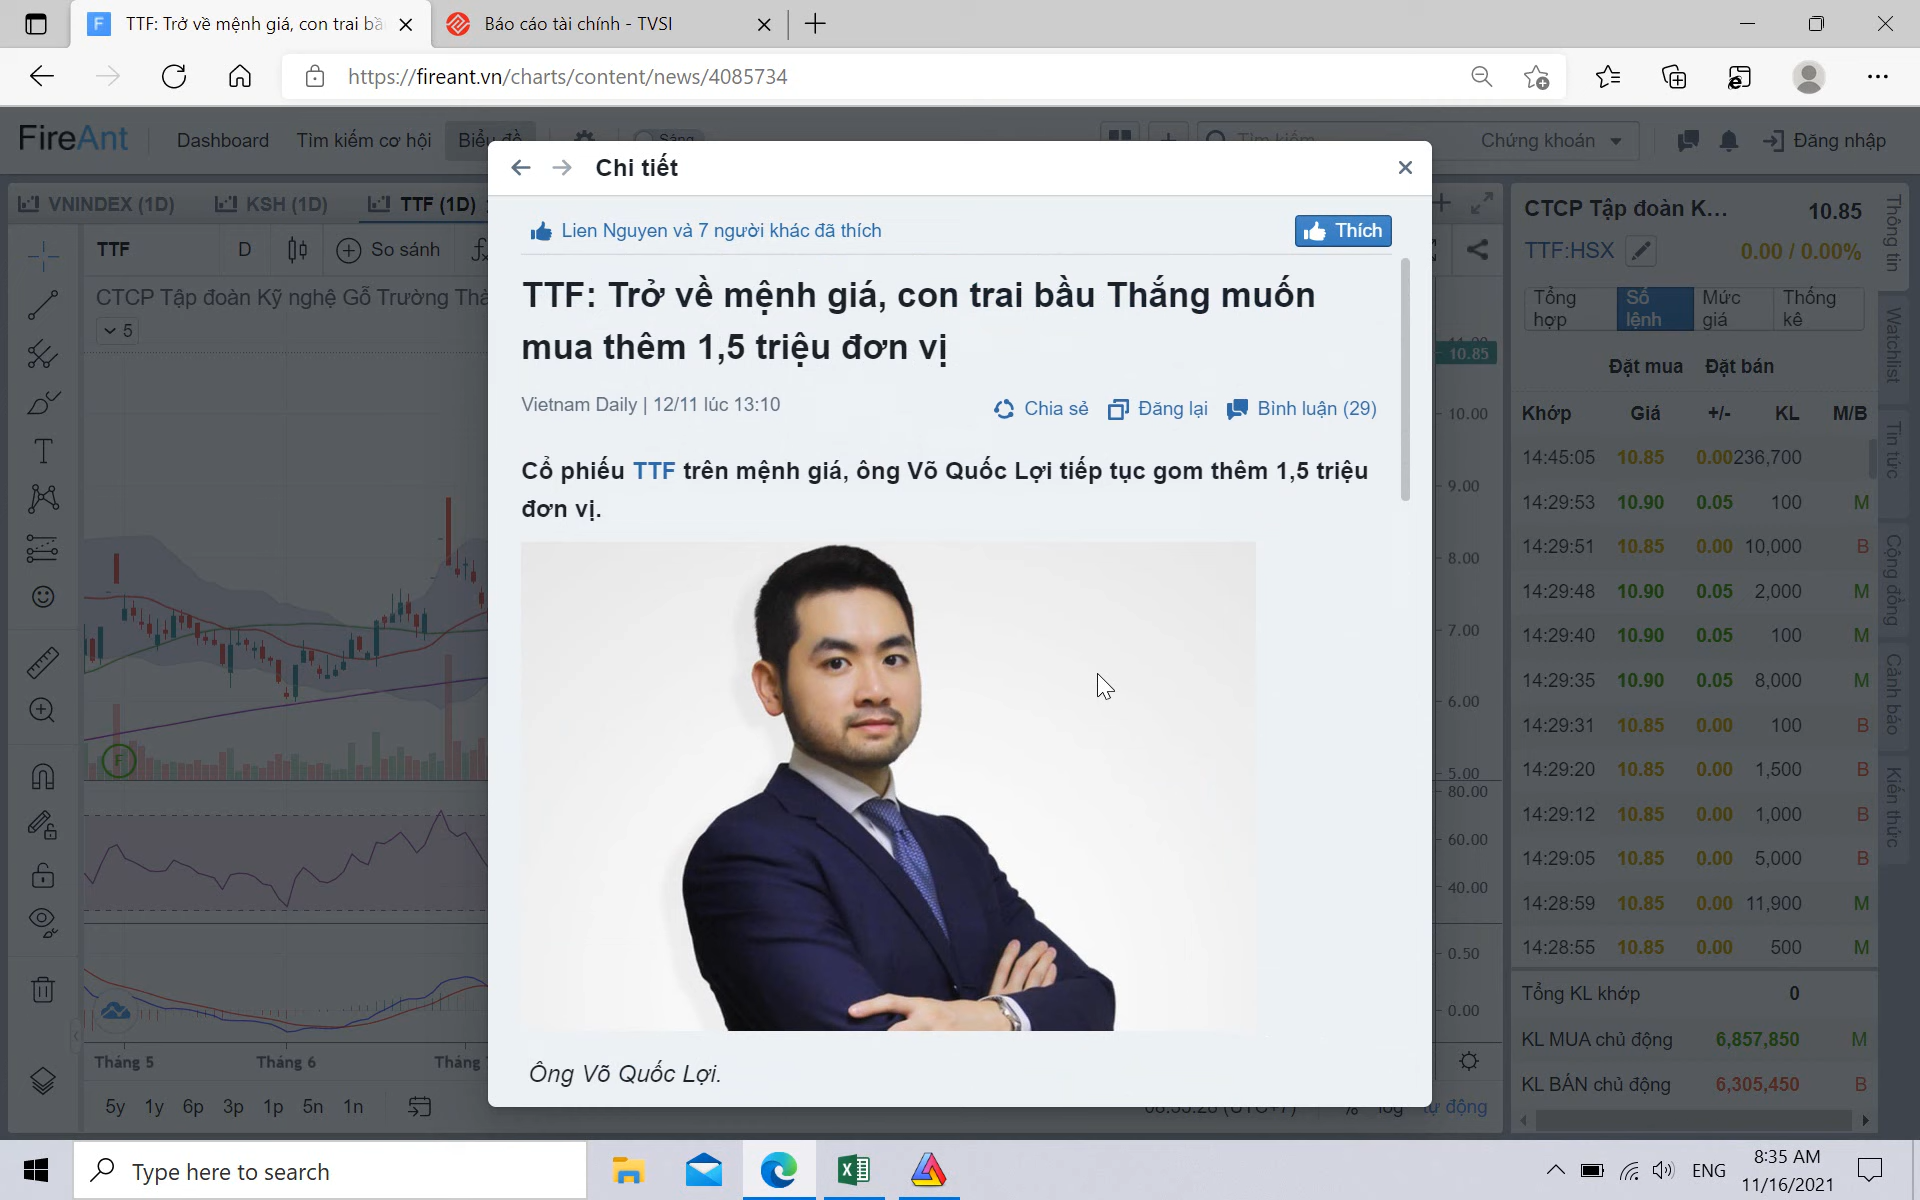 TTF: Trở về mệnh giá, con trai bầ
Báo cáo tài chính - TVSI
https://fireant.vn/charts/content/news/4085734
FireAnt
Dashboard
Tìm kiếm cơ hội
Biểu đồ
Sáng
Tìm kiếm
Chứng khoán
Đăng nhập
VNINDEX (1D)
KSH (1D)
TTF (1D)
TTF
D
So sánh
CTCP Tập đoàn Kỹ nghệ Gỗ Trường Thà
5
Chi tiết
Lien Nguyen và 7 người khác đã thích
Thích
TTF: Trở về mệnh giá, con trai bầu Thắng muốn
mua thêm 1,5 triệu đơn vị
Vietnam Daily | 12/11 lúc 13:10
Chia sẻ
Đăng lại
Bình luận (29)
Cổ phiếu TTF trên mệnh giá, ông Võ Quốc Lợi tiếp tục gom thêm 1,5 triệu
đơn vị.
Ông Võ Quốc Lợi.
F
Tháng 5
Tháng 6
Tháng
5y 1y 6p 3p 1p 5n 1n
% log tự động
10.85
10.00
9.00
8.00
7.00
6.00
5.00
80.00
60.00
40.00
0.50
0.00
CTCP Tập đoàn K... 10.85
TTF:HSX 0.00 / 0.00%
Tổng hợp
Số lệnh
Mức giá
Thống kê
Đặt mua Đặt bán
Khớp Giá +/- KL M/B
14:45:05 10.85 0.00 236,700
14:29:53 10.90 0.05 100 M
14:29:51 10.85 0.00 10,000 B
14:29:48 10.90 0.05 2,000 M
14:29:40 10.90 0.05 100 M
14:29:35 10.90 0.05 8,000 M
14:29:31 10.85 0.00 100 B
14:29:20 10.85 0.00 1,500 B
14:29:12 10.85 0.00 1,000 B
14:29:05 10.85 0.00 5,000 B
14:28:59 10.85 0.00 11,900 M
14:28:55 10.85 0.00 500 M
Tổng KL khớp 0
KL MUA chủ động 6,857,850 M
KL BÁN chủ động 6,305,450 B
Thông tin
Watchlist
Tin tức
Cộng đồng
Cảnh báo
Kiến thức
Type here to search
ENG
8:35 AM
11/16/2021